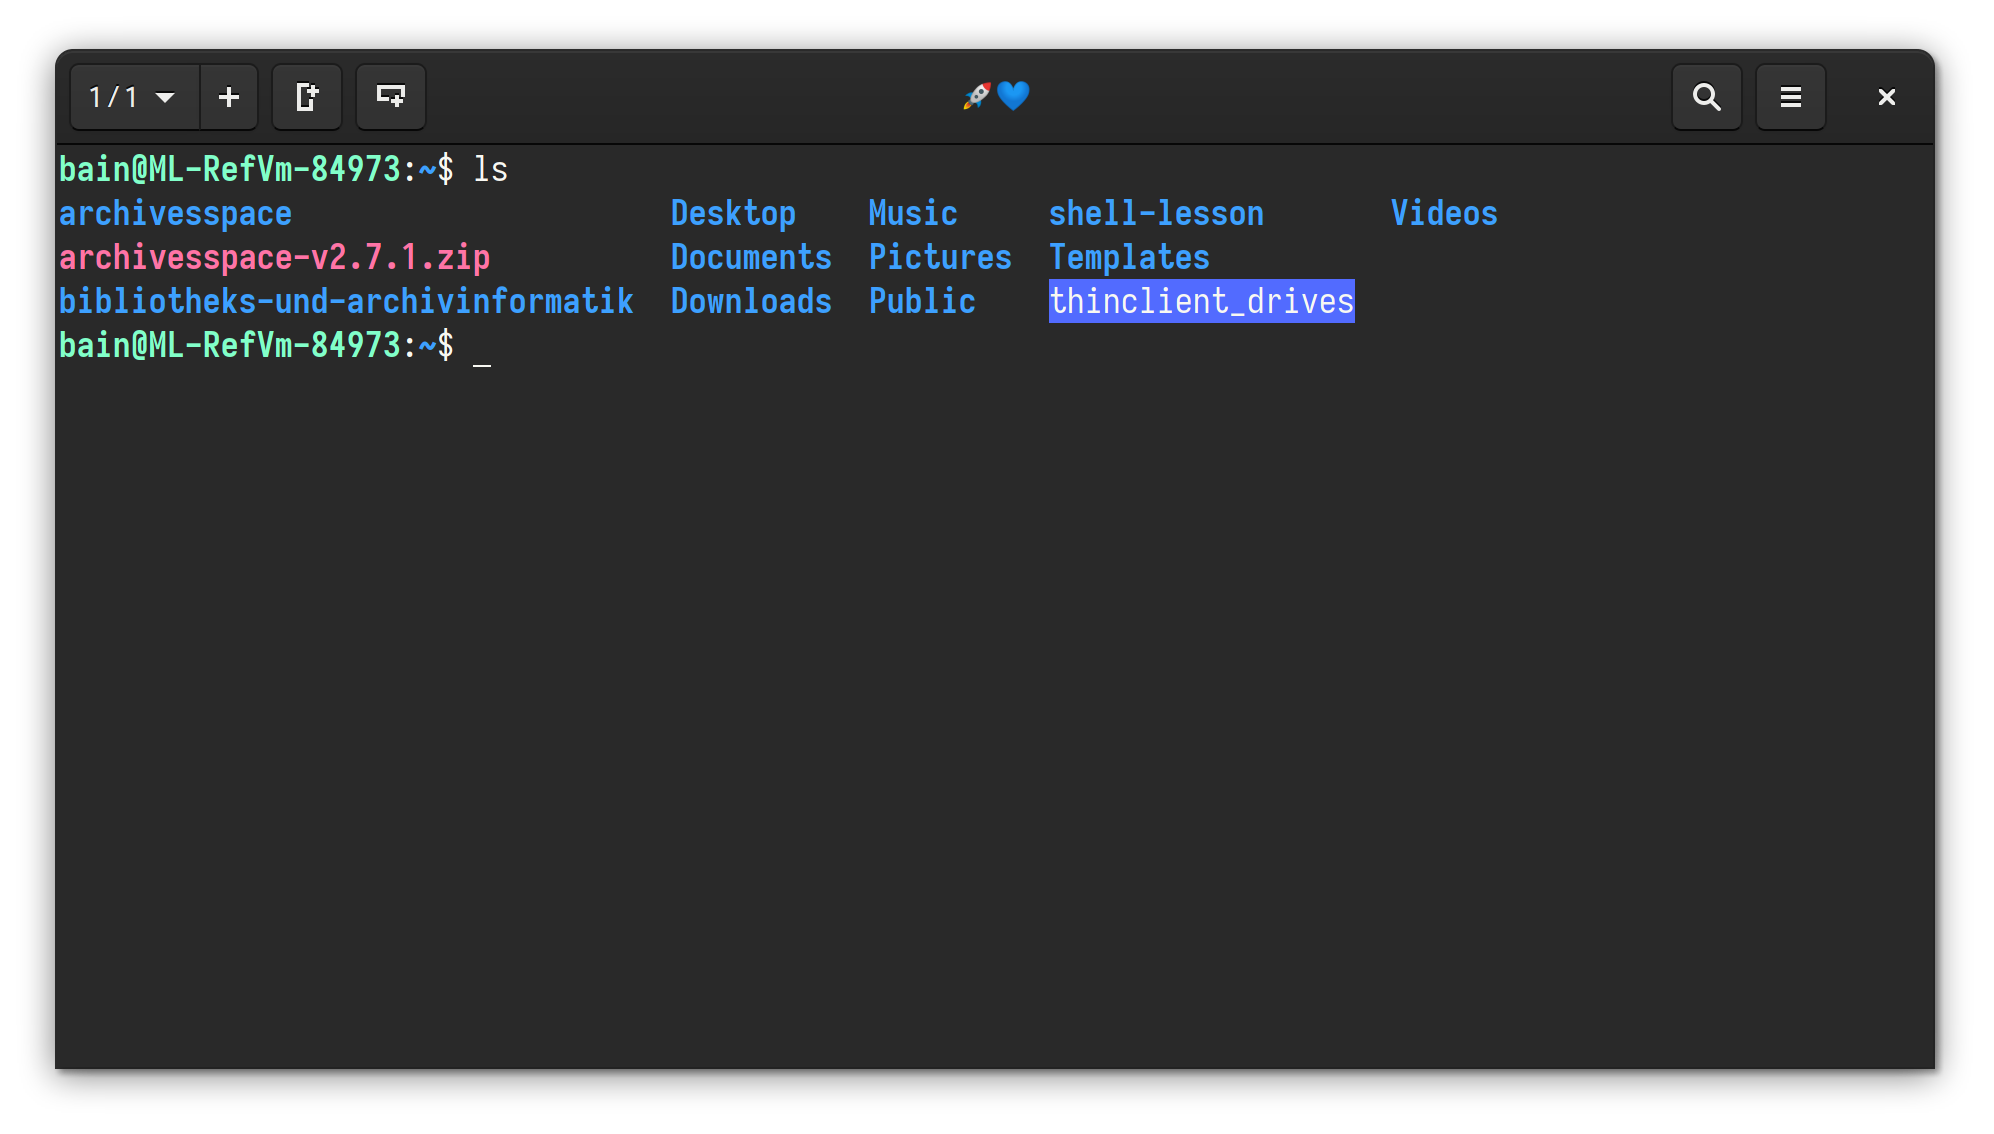 1/1 🚀💙
bain@ML-RefVm-84973:~$ ls
archivesspace Desktop Music shell-lesson Videos
archivesspace-v2.7.1.zip Documents Pictures Templates
bibliotheks-und-archivinformatik Downloads Public thinclient_drives
bain@ML-RefVm-84973:~$ _